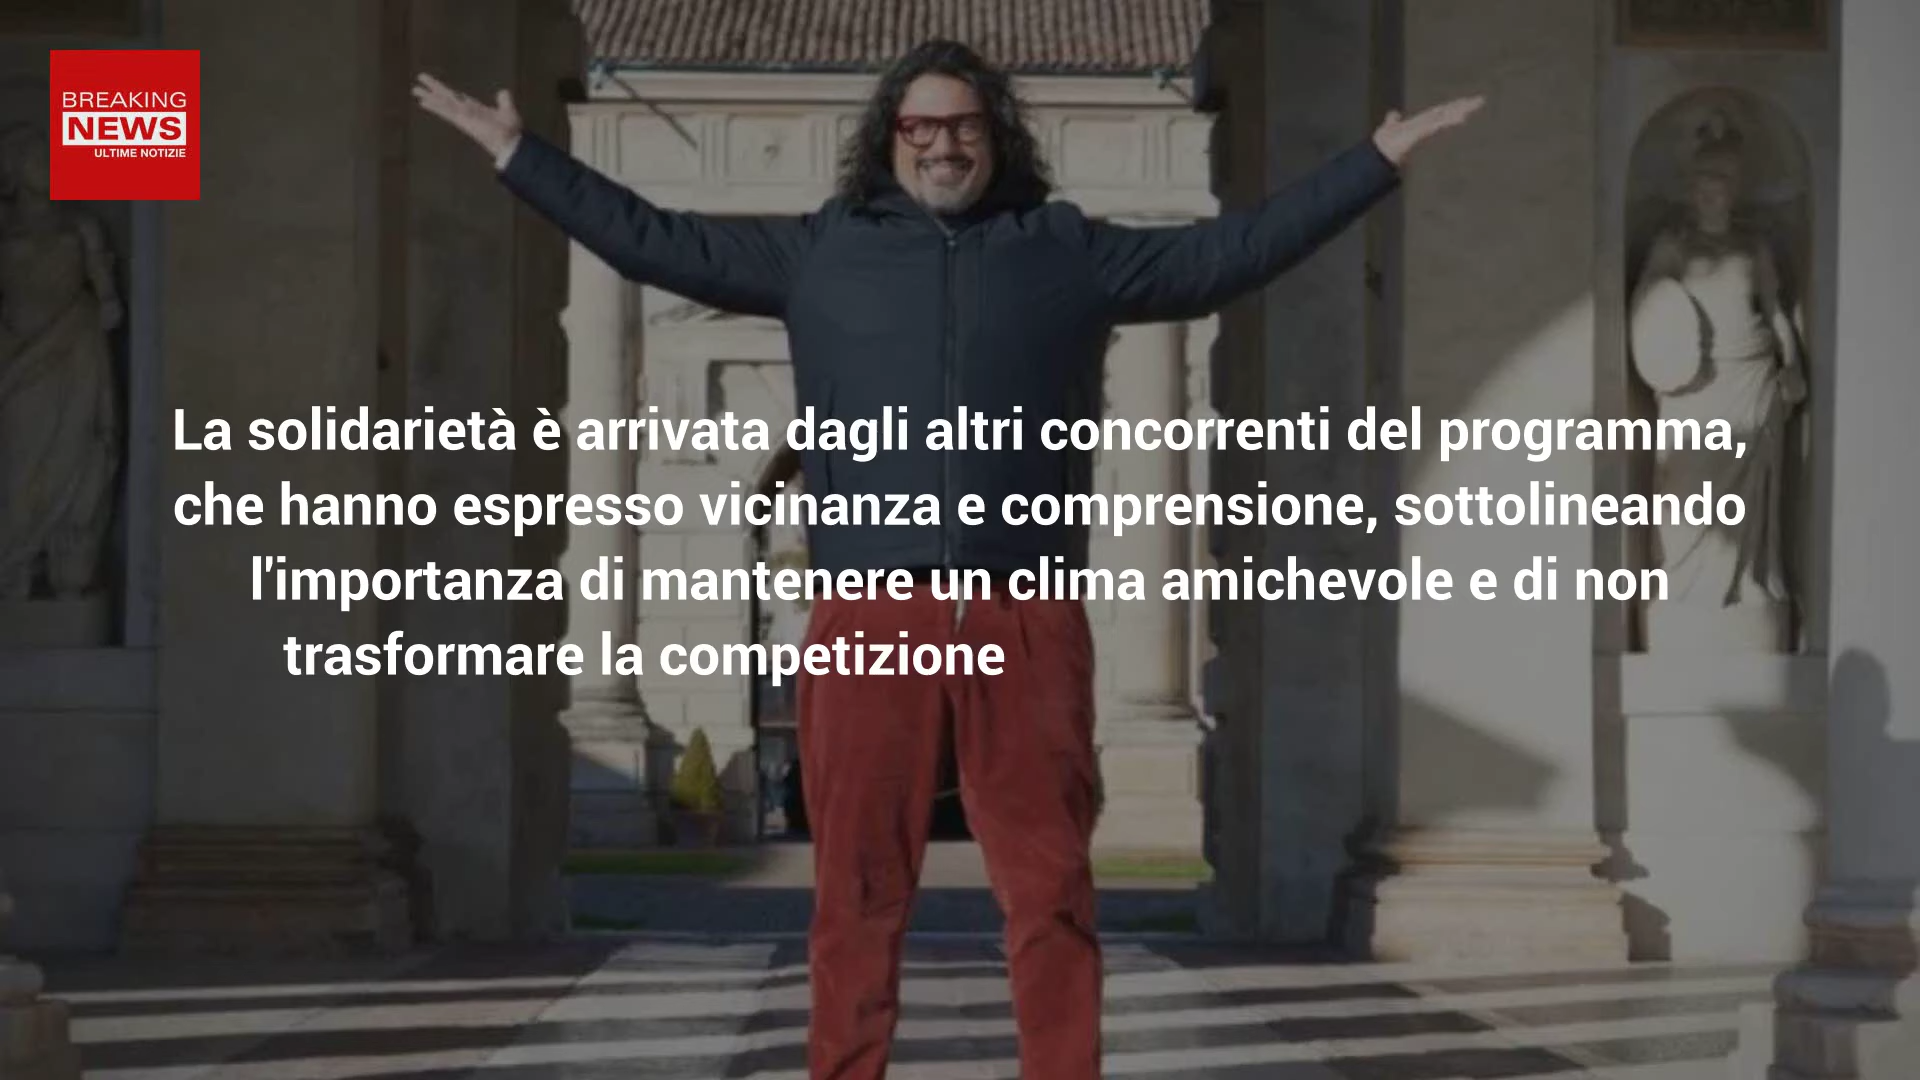 BREAKING
NEWS
ULTIME NOTIZIE
La solidarietà è arrivata dagli altri concorrenti del programma,
che hanno espresso vicinanza e comprensione, sottolineando
l'importanza di mantenere un clima amichevole e di non
trasformare la competizione